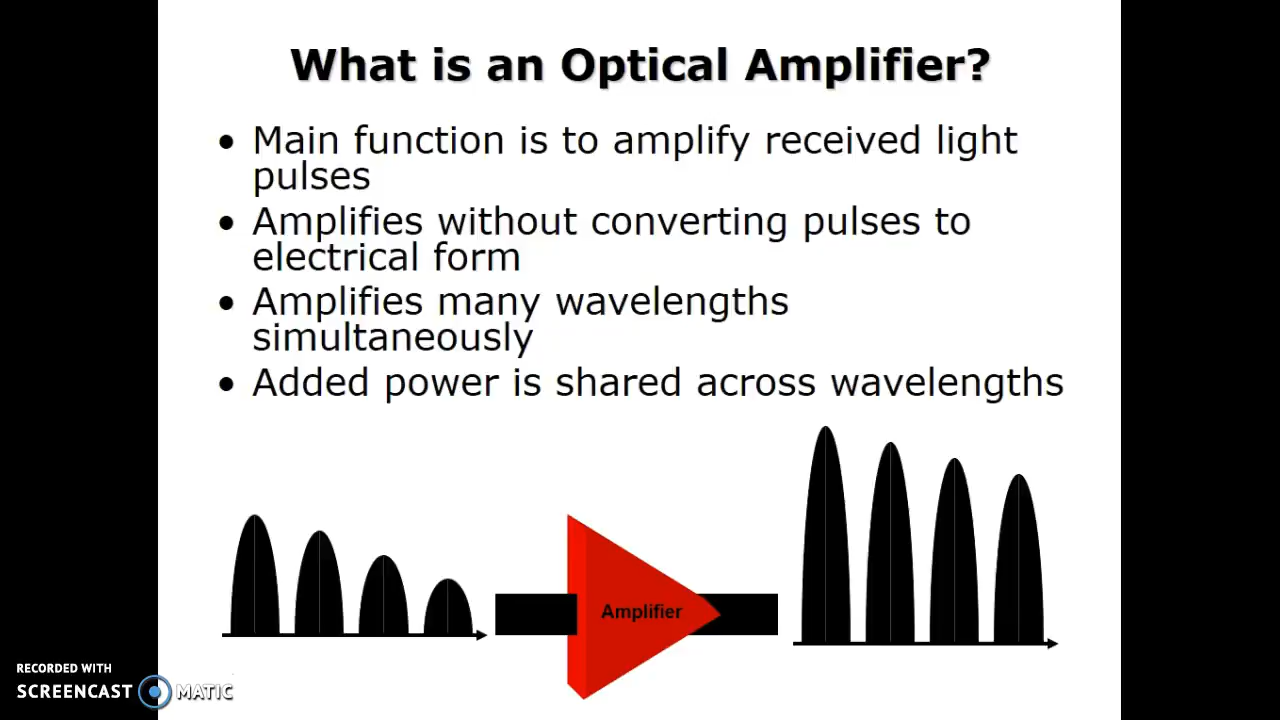 What is an Optical Amplifier?
• Main function is to amplify received light
pulses
• Amplifies without converting pulses to
electrical form
• Amplifies many wavelengths
simultaneously
• Added power is shared across wavelengths
Amplifier
RECORDED WITH
SCREENCAST MATIC